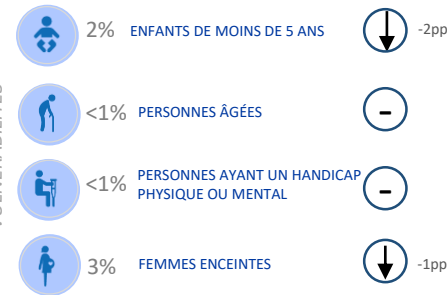 2% ENFANTS DE MOINS DE 5 ANS -2pp
<1% PERSONNES ÂGÉES -
<1% PERSONNES AYANT UN HANDICAP
PHYSIQUE OU MENTAL -
3% FEMMES ENCEINTES -1pp